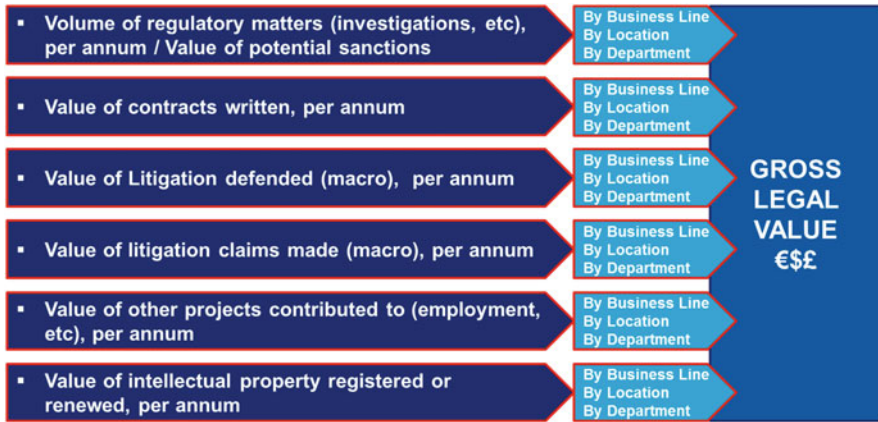 ▪ Volume of regulatory matters (investigations, etc),
per annum / Value of potential sanctions
By Business Line
By Location
By Department
▪ Value of contracts written, per annum
By Business Line
By Location
By Department
▪ Value of Litigation defended (macro),  per annum
By Business Line
By Location
By Department
▪ Value of litigation claims made (macro), per annum
By Business Line
By Location
By Department
▪ Value of other projects contributed to (employment,
etc), per annum
By Business Line
By Location
By Department
▪ Value of intellectual property registered or
renewed, per annum
By Business Line
By Location
By Department
GROSS
LEGAL
VALUE
€$£